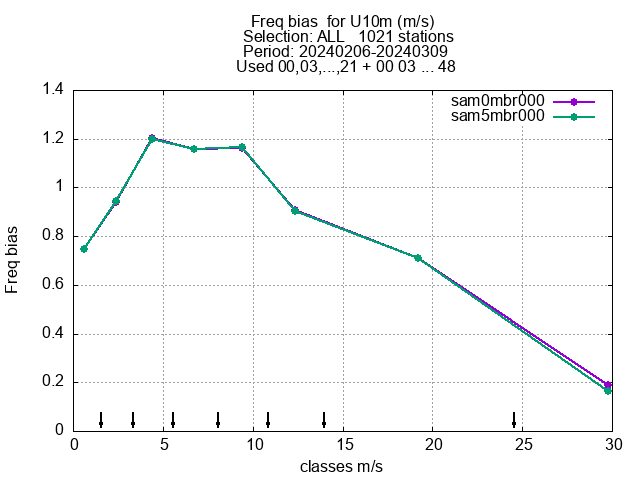 Freq bias  for U10m (m/s)
Selection: ALL   1021 stations
Period: 20240206-20240309
Used 00,03,...,21 + 00 03 ... 48
sam0mbr000
sam5mbr000
1.4
1.2
1
0.8
0.6
0.4
0.2
0
Freq bias
0 5 10 15 20 25 30
classes m/s